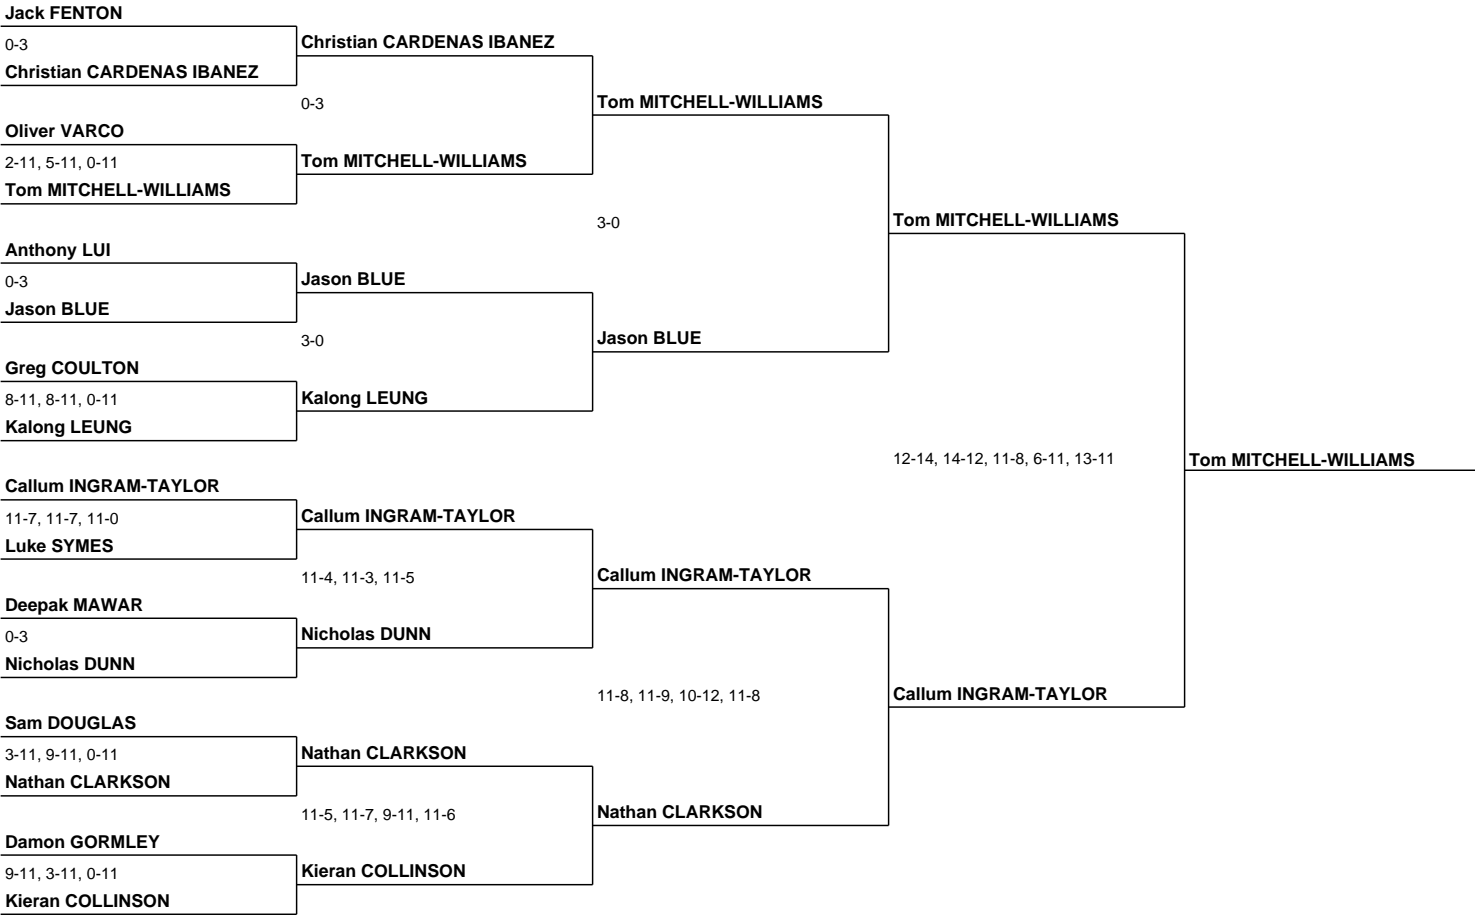 Jack FENTON
0-3
Christian CARDENAS IBANEZ
Christian CARDENAS IBANEZ
0-3
Tom MITCHELL-WILLIAMS
Oliver VARCO
2-11, 5-11, 0-11
Tom MITCHELL-WILLIAMS
Tom MITCHELL-WILLIAMS
3-0
Tom MITCHELL-WILLIAMS
Anthony LUI
0-3
Jason BLUE
Jason BLUE
3-0
Jason BLUE
Greg COULTON
8-11, 8-11, 0-11
Kalong LEUNG
Kalong LEUNG
12-14, 14-12, 11-8, 6-11, 13-11
Tom MITCHELL-WILLIAMS
Callum INGRAM-TAYLOR
11-7, 11-7, 11-0
Callum INGRAM-TAYLOR
Luke SYMES
11-4, 11-3, 11-5
Callum INGRAM-TAYLOR
Deepak MAWAR
0-3
Nicholas DUNN
Nicholas DUNN
11-8, 11-9, 10-12, 11-8
Callum INGRAM-TAYLOR
Sam DOUGLAS
3-11, 9-11, 0-11
Nathan CLARKSON
Nathan CLARKSON
11-5, 11-7, 9-11, 11-6
Nathan CLARKSON
Damon GORMLEY
9-11, 3-11, 0-11
Kieran COLLINSON
Kieran COLLINSON